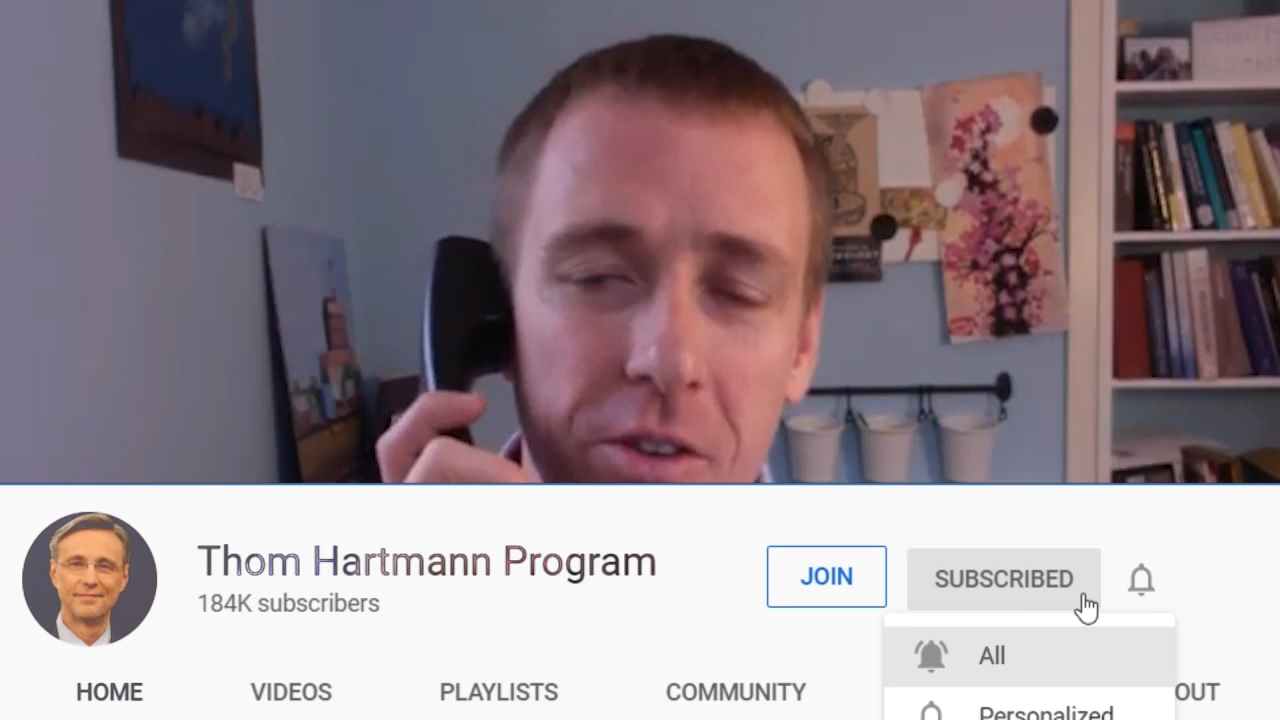 Thom Hartmann Program
184K subscribers
JOIN
SUBSCRIBED
All
Personalized
HOME
VIDEOS
PLAYLISTS
COMMUNITY
OUT